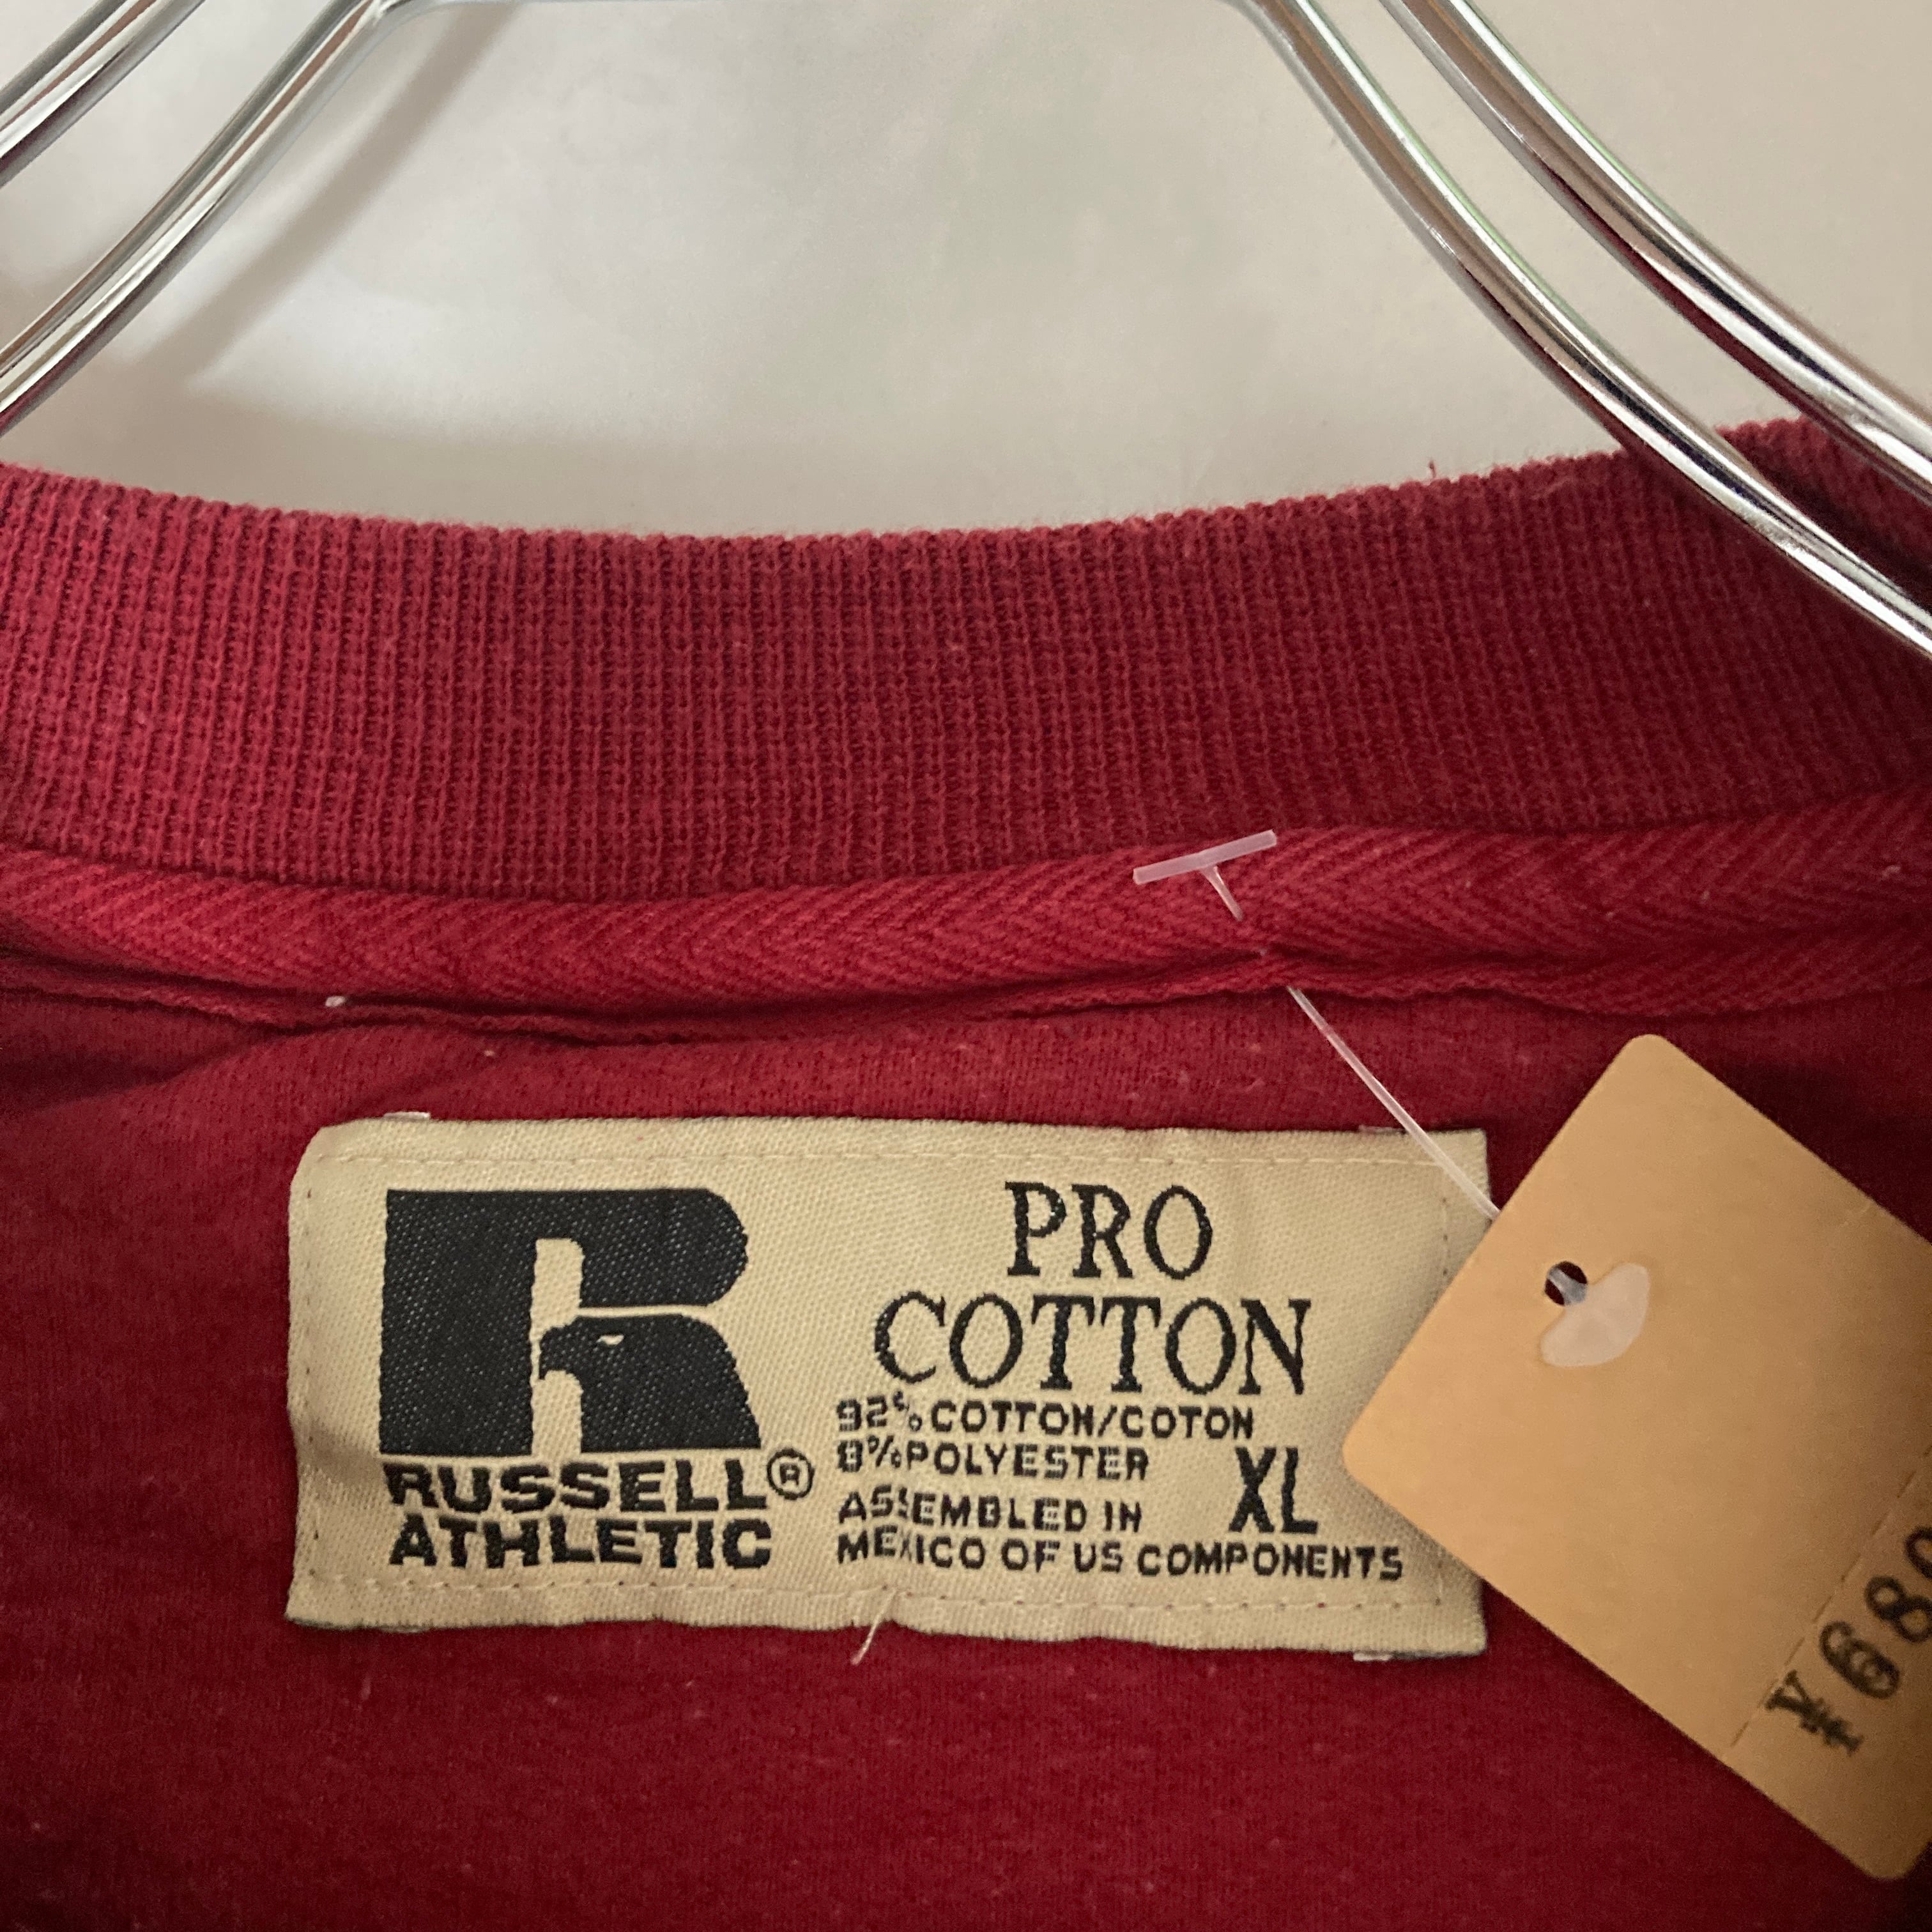 PRO
COTTON
92% COTTON/COTON
8% POLYESTER
XL
ASSEMBLED IN
MEXICO OF US COMPONENTS
RUSSELL®
ATHLETIC